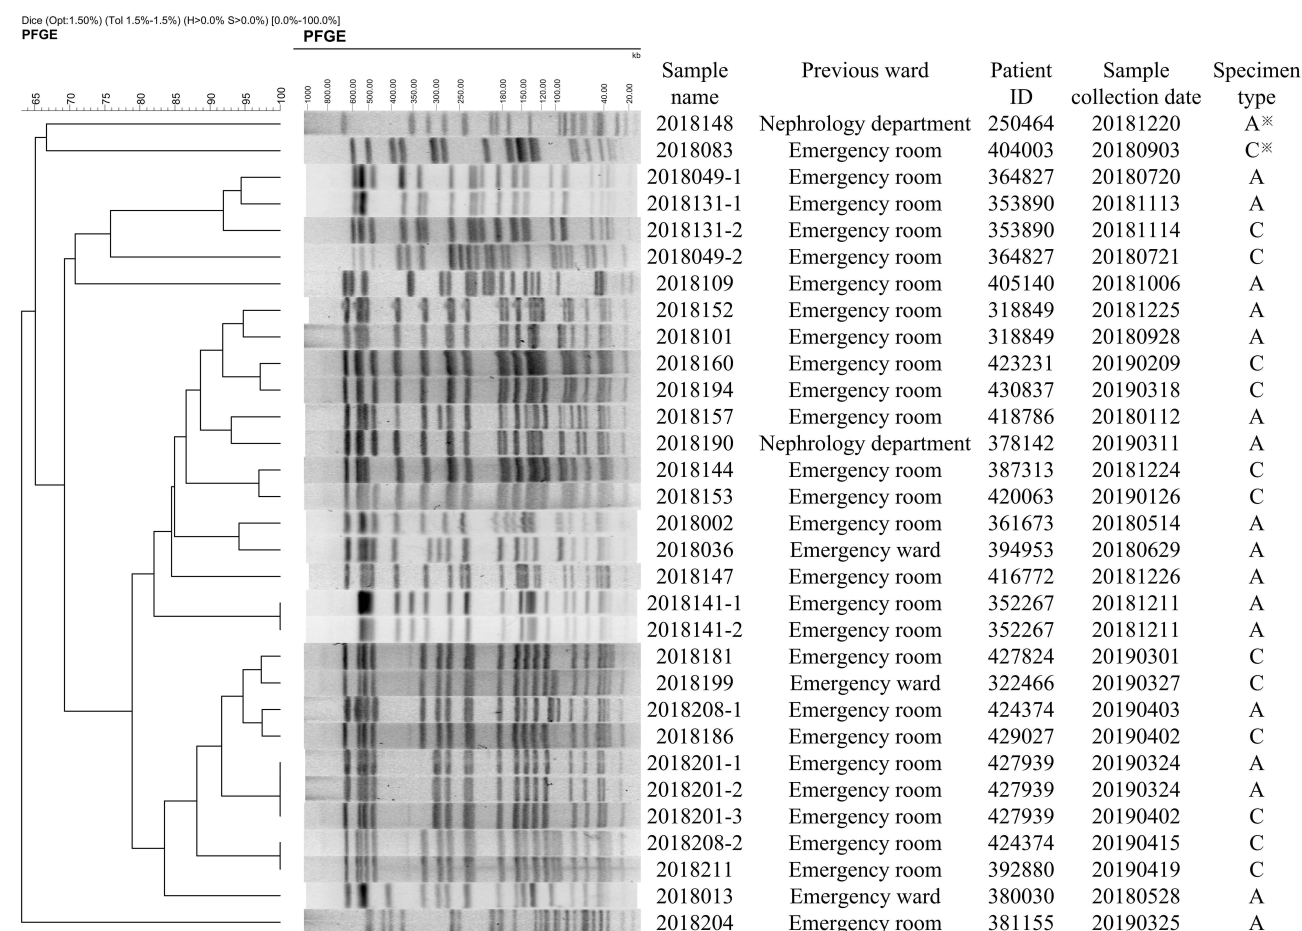 Dice (Opt:1.50%) (Tol 1.5%-1.5%) (H>0.0% S>0.0%) [0.0%-100.0%]
PFGE PFGE
kb
65 70 75 80 85 90 95 100 1000 800.00 600.00 500.00 400.00 350.00 300.00 250.00 180.00 150.00 120.00 100.00 40.00 20.00
Sample Previous ward Patient Sample Specimen
name ID collection date type
2018148 Nephrology department 250464 20181220 A※
2018083 Emergency room 404003 20180903 C※
2018049-1 Emergency room 364827 20180720 A
2018131-1 Emergency room 353890 20181113 A
2018131-2 Emergency room 353890 20181114 C
2018049-2 Emergency room 364827 20180721 C
2018109 Emergency room 405140 20181006 A
2018152 Emergency room 318849 20181225 A
2018101 Emergency room 318849 20180928 A
2018160 Emergency room 423231 20190209 C
2018194 Emergency room 430837 20190318 C
2018157 Emergency room 418786 20180112 A
2018190 Nephrology department 378142 20190311 A
2018144 Emergency room 387313 20181224 C
2018153 Emergency room 420063 20190126 C
2018002 Emergency room 361673 20180514 A
2018036 Emergency ward 394953 20180629 A
2018147 Emergency room 416772 20181226 A
2018141-1 Emergency room 352267 20181211 A
2018141-2 Emergency room 352267 20181211 A
2018181 Emergency room 427824 20190301 C
2018199 Emergency ward 322466 20190327 C
2018208-1 Emergency room 424374 20190403 A
2018186 Emergency room 429027 20190402 C
2018201-1 Emergency room 427939 20190324 A
2018201-2 Emergency room 427939 20190324 A
2018201-3 Emergency room 427939 20190402 C
2018208-2 Emergency room 424374 20190415 C
2018211 Emergency room 392880 20190419 C
2018013 Emergency ward 380030 20180528 A
2018204 Emergency room 381155 20190325 A